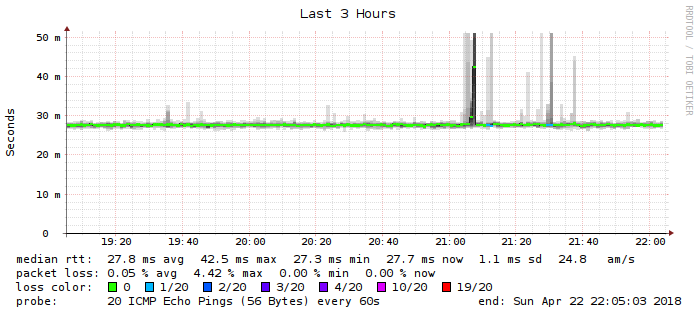 Last 3 Hours
RRDTOOL / TOBI OETIKER
Seconds
50 m
40 m
30 m
20 m
10 m
0
19:20 19:40 20:00 20:20 20:40 21:00 21:20 21:40 22:00
median rtt: 27.8 ms avg 42.5 ms max 27.3 ms min 27.7 ms now 1.1 ms sd 24.8 am/s
packet loss: 0.05 % avg 4.42 % max 0.00 % min 0.00 % now
loss color: 0 1/20 2/20 3/20 4/20 10/20 19/20
probe: 20 ICMP Echo Pings (56 Bytes) every 60s end: Sun Apr 22 22:05:03 2018